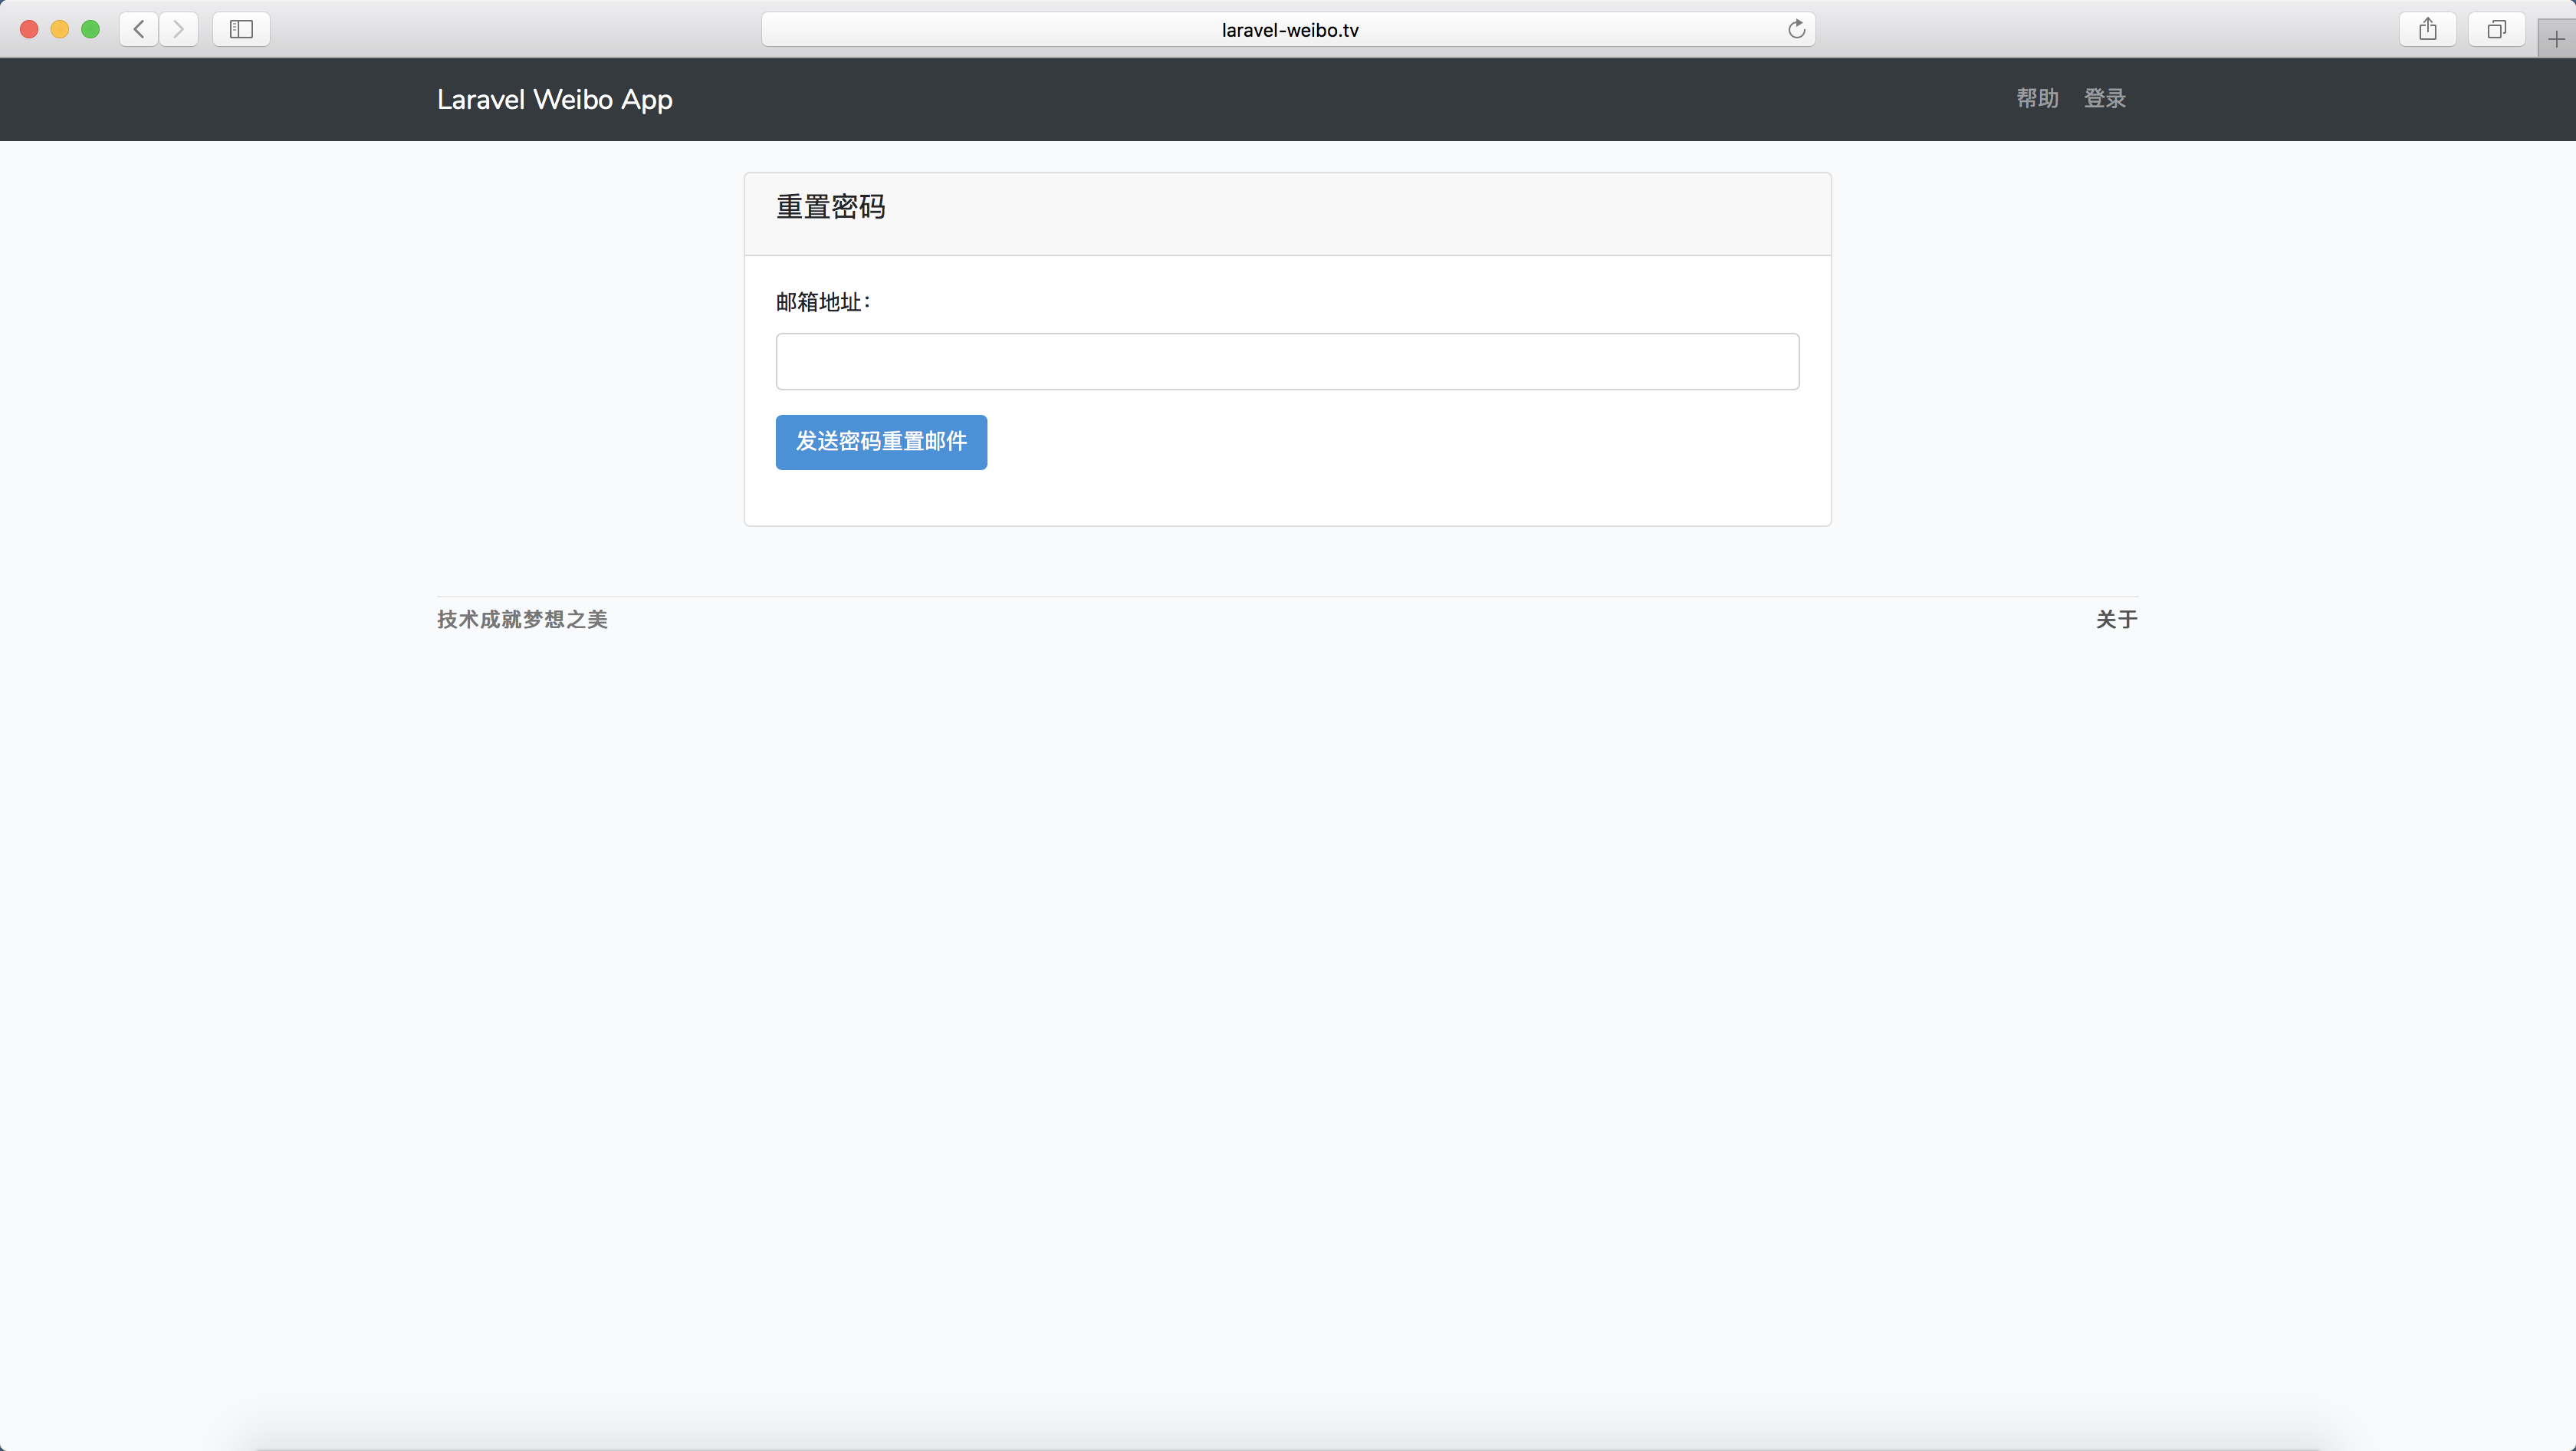 laravel-weibo.tv
Laravel Weibo App
帮助 登录
重置密码
邮箱地址：
发送密码重置邮件
技术成就梦想之美
关于